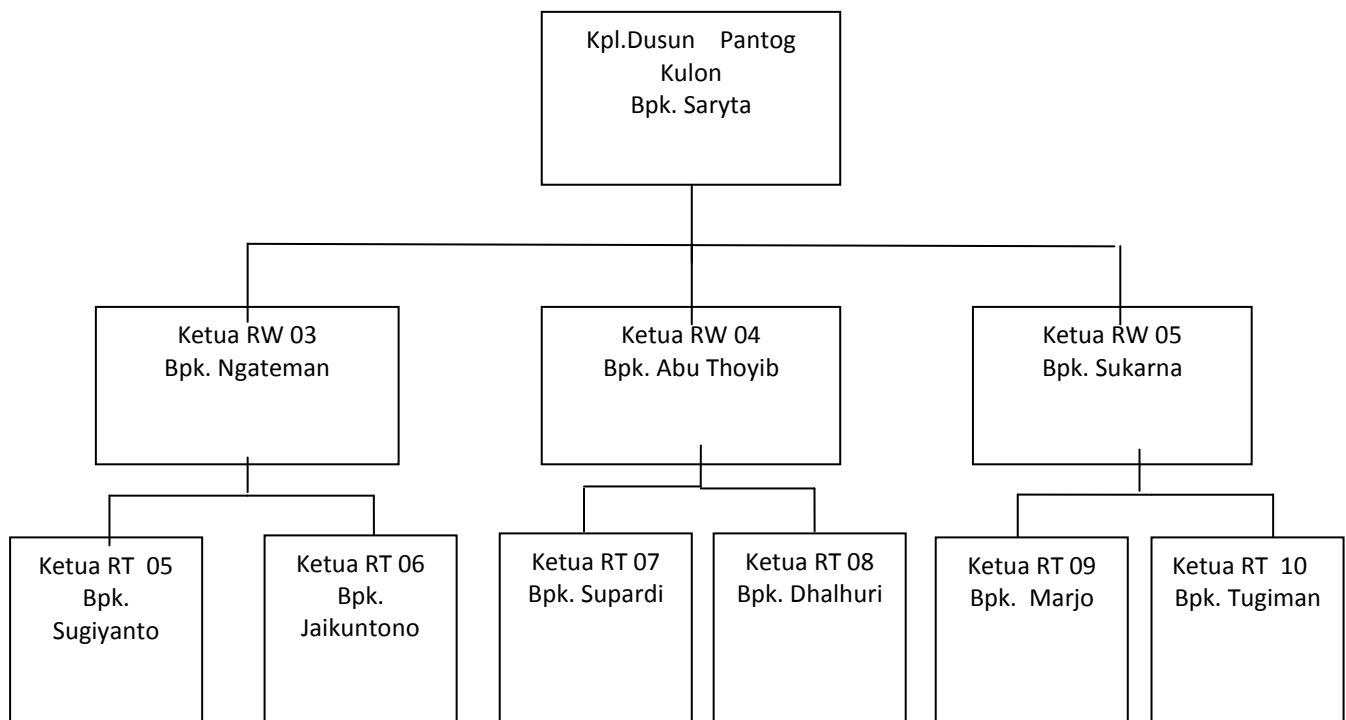 Kpl.Dusun Pantog
Kulon
Bpk. Saryta
Ketua RW 03
Bpk. Ngateman
Ketua RW 04
Bpk. Abu Thoyib
Ketua RW 05
Bpk. Sukarna
Ketua RT 05
Bpk.
Sugiyanto
Ketua RT 06
Bpk.
Jaikuntono
Ketua RT 07
Bpk. Supardi
Ketua RT 08
Bpk. Dhalhuri
Ketua RT 09
Bpk. Marjo
Ketua RT 10
Bpk. Tugiman